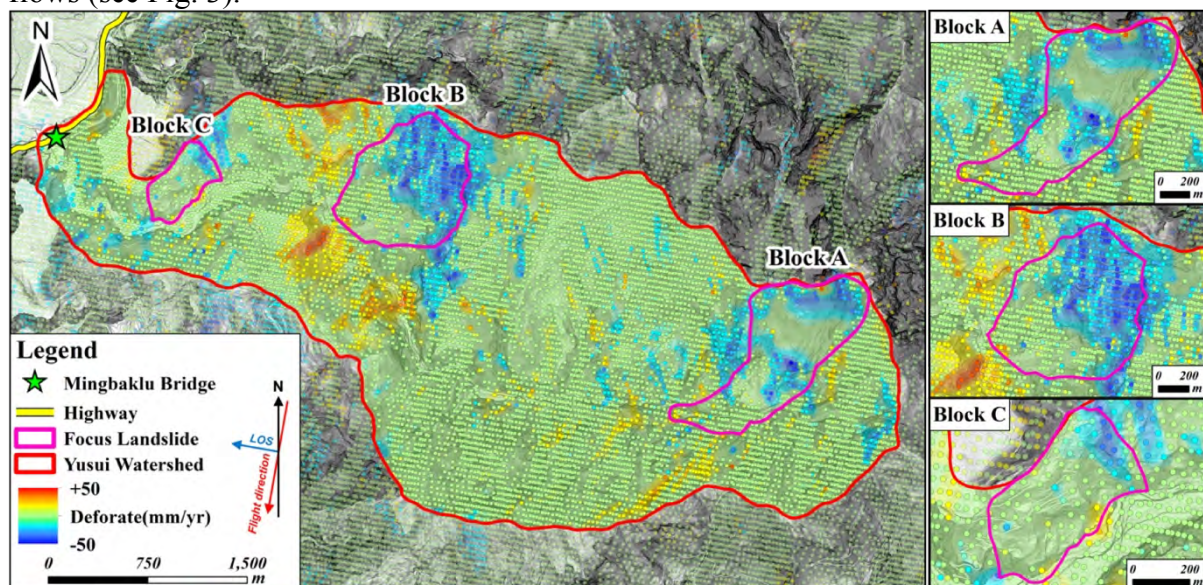 flows (see Fig. 5).
N
Block B
Block C
Block A
Legend
Mingbaklu Bridge
Highway
Focus Landslide
Yusui Watershed
+50
Deforate(mm/yr)
-50
0 750 1,500
m
N
LOS
Flight direction
Block A
0 200
m
Block B
0 200
m
Block C
0 200
m